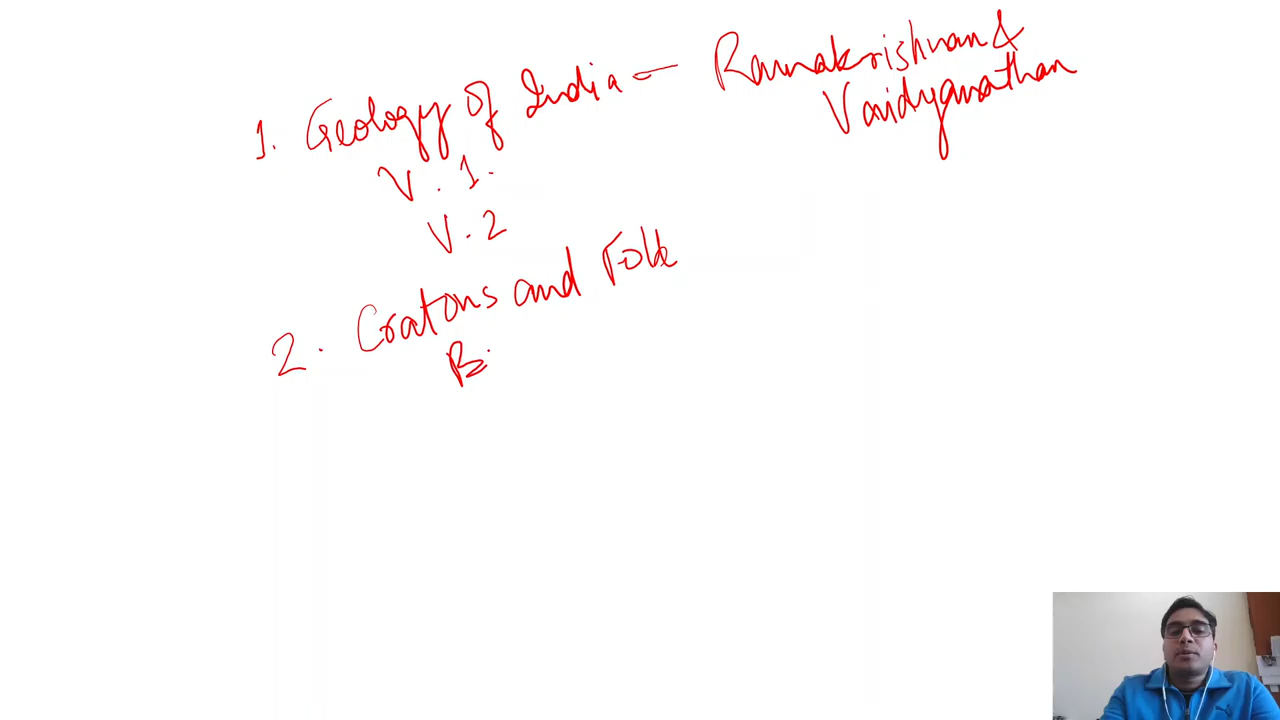 1. Geology of India — Ramakrishnan &
Vaidyanathan
V. 1.
V. 2
2. Cratons and Fold